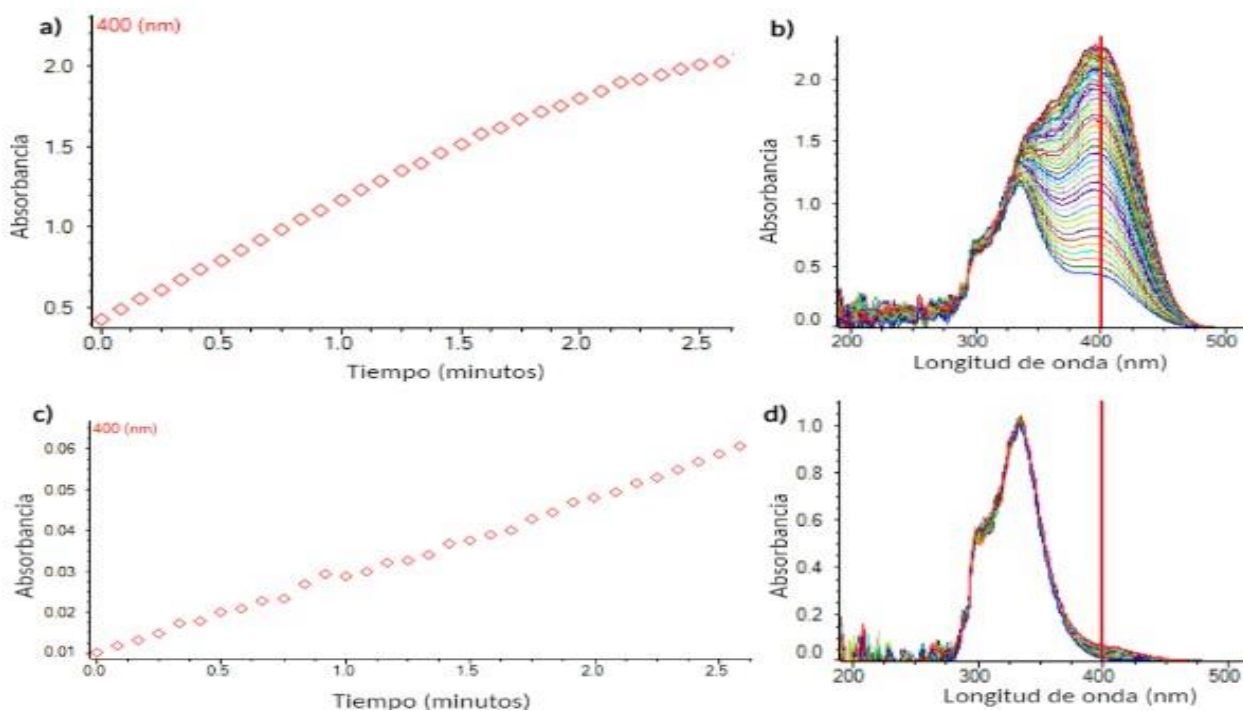 a)
400 (nm)
Absorbancia
2.0
1.5
1.0
0.5
0.0 0.5 1.0 1.5 2.0 2.5
Tiempo (minutos)
b)
Absorbancia
2.0
1.5
1.0
0.5
0.0
200 300 400 500
Longitud de onda (nm)
c)
400 (nm)
Absorbancia
0.06
0.05
0.04
0.03
0.02
0.01
0.0 0.5 1.0 1.5 2.0 2.5
Tiempo (minutos)
d)
Absorbancia
1.0
0.8
0.6
0.4
0.2
0.0
200 300 400 500
Longitud de onda (nm)